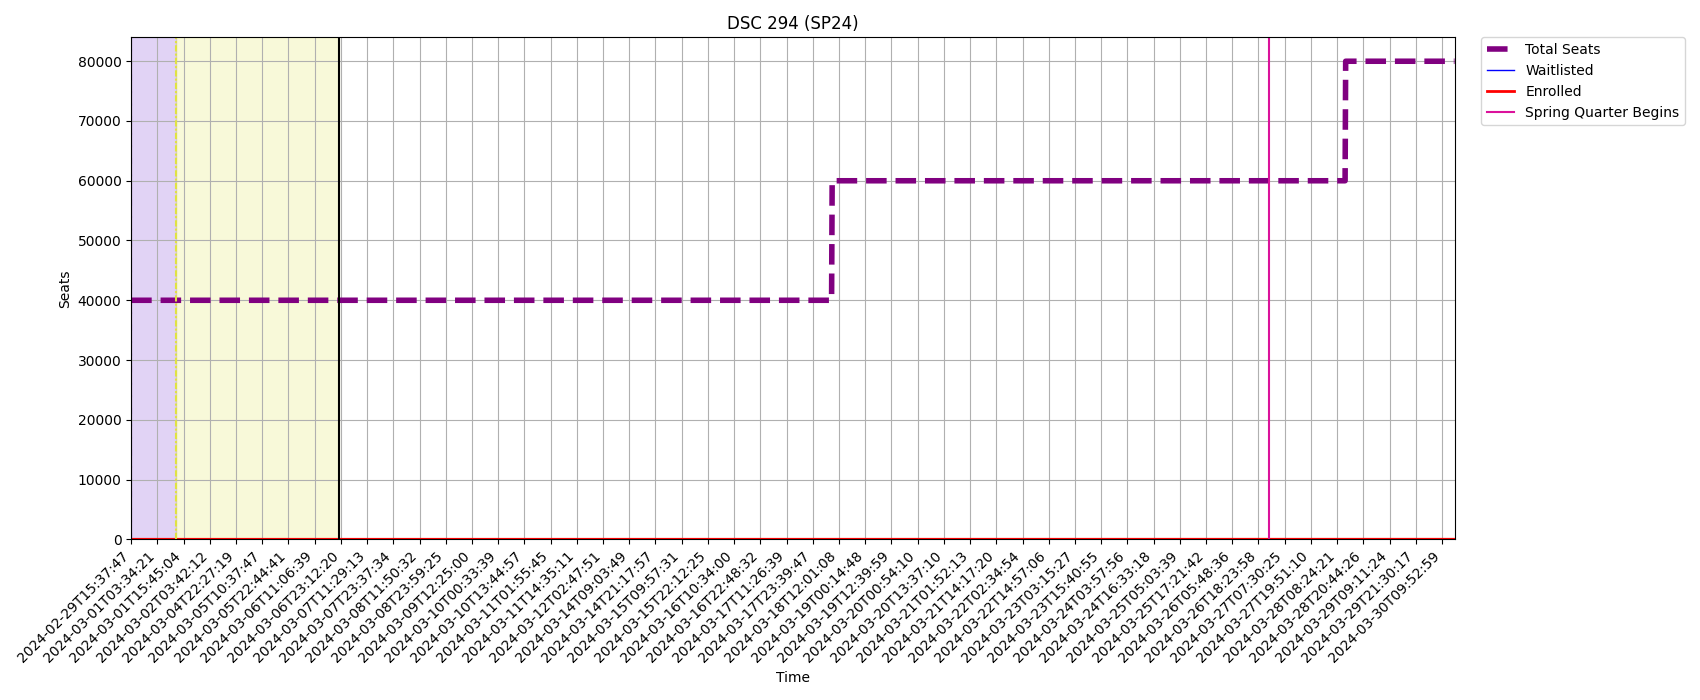 DSC 294 (SP24)
80000
70000
60000
50000
40000
30000
20000
10000
0
Seats
Total Seats
Waitlisted
Enrolled
Spring Quarter Begins
2024-02-29T15:37:47
2024-03-01T03:34:21
2024-03-01T15:45:04
2024-03-02T03:42:12
2024-03-04T22:27:19
2024-03-05T10:37:47
2024-03-05T22:44:41
2024-03-06T11:06:39
2024-03-06T23:12:20
2024-03-07T11:29:13
2024-03-07T23:37:34
2024-03-08T11:50:32
2024-03-08T23:59:25
2024-03-09T12:25:00
2024-03-10T00:33:39
2024-03-10T13:44:57
2024-03-11T01:55:45
2024-03-11T14:35:11
2024-03-12T02:47:51
2024-03-14T09:03:49
2024-03-14T21:17:57
2024-03-15T09:57:31
2024-03-15T22:12:25
2024-03-16T10:34:00
2024-03-16T22:48:32
2024-03-17T11:26:39
2024-03-17T23:39:47
2024-03-18T12:01:08
2024-03-19T00:14:48
2024-03-19T12:39:59
2024-03-20T00:54:10
2024-03-20T13:37:10
2024-03-21T01:52:13
2024-03-21T14:17:20
2024-03-22T02:34:54
2024-03-22T14:57:06
2024-03-23T03:15:27
2024-03-23T15:40:55
2024-03-24T03:57:56
2024-03-24T16:33:18
2024-03-25T05:03:39
2024-03-25T17:21:42
2024-03-26T05:48:36
2024-03-26T18:23:58
2024-03-27T07:30:25
2024-03-27T19:51:10
2024-03-28T08:24:21
2024-03-28T20:44:26
2024-03-29T09:11:24
2024-03-29T21:30:17
2024-03-30T09:52:59
Time